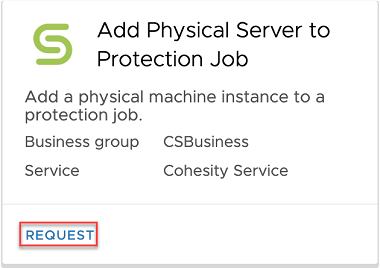 Add Physical Server to
Protection Job
Add a physical machine instance to a
protection job.
Business group CSBusiness
Service Cohesity Service
REQUEST